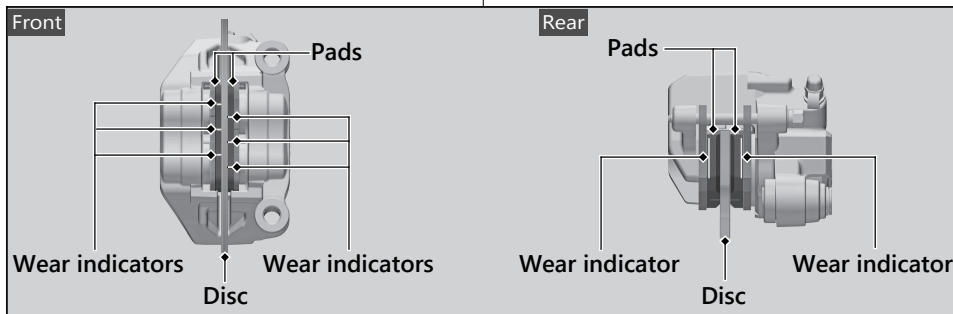 Front
Pads
Wear indicators
Wear indicators
Disc
Rear
Pads
Wear indicator
Wear indicator
Disc